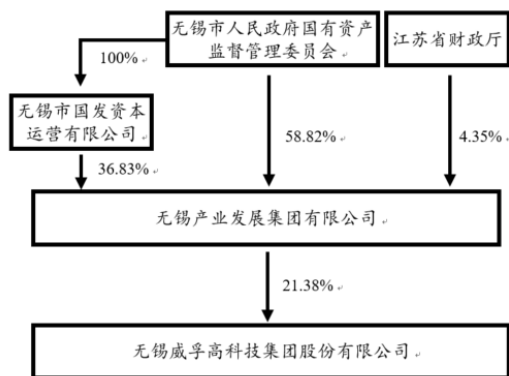 无锡市人民政府国有资产
监督管理委员会
江苏省财政厅
100%
无锡市国发资本
运营有限公司
58.82%
4.35%
36.83%
无锡产业发展集团有限公司
21.38%
无锡威孚高科技集团股份有限公司